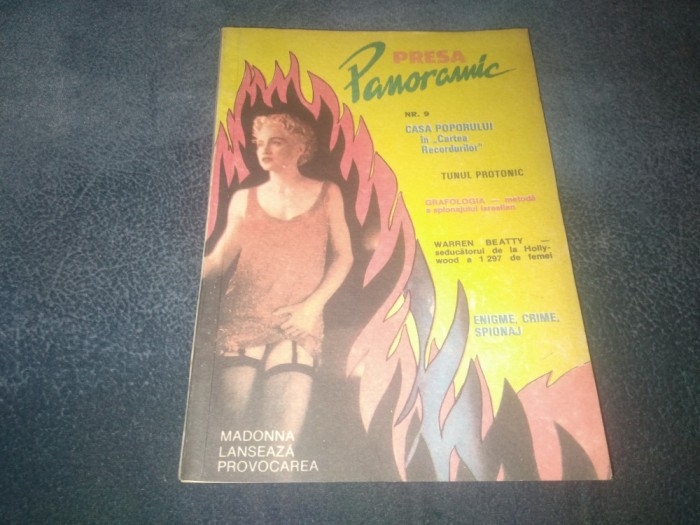 PRESA
Panoramic
NR. 9
CASA POPORULUI
în „Cartea
Recordurilor"
TUNUL PROTONIC
GRAFOLOGIA — metodă
a spionajului israelian
WARREN BEATTY —
seducătorul de la Holly-
wood a 1 297 de femei
ENIGME, CRIME,
SPIONAJ
MADONNA
LANSEAZĂ
PROVOCAREA